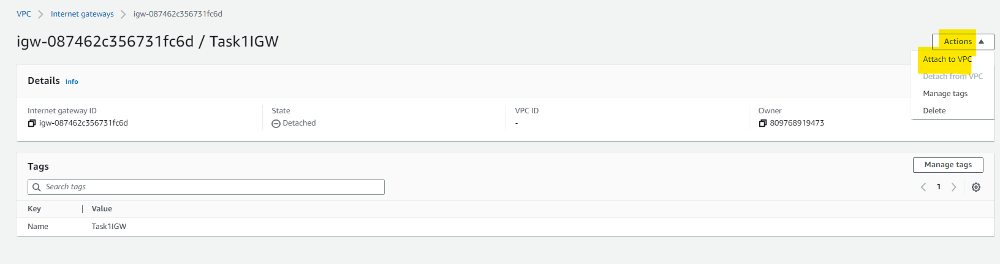 VPC > Internet gateways > igw-087462c356731fc6d
igw-087462c356731fc6d / Task1IGW
Actions
Attach to VPC
Detach from VPC
Manage tags
Delete
Details Info
Internet gateway ID
igw-087462c356731fc6d
State
Detached
VPC ID
-
Owner
809768919473
Tags
Manage tags
Search tags
1
Key Value
Name Task1IGW